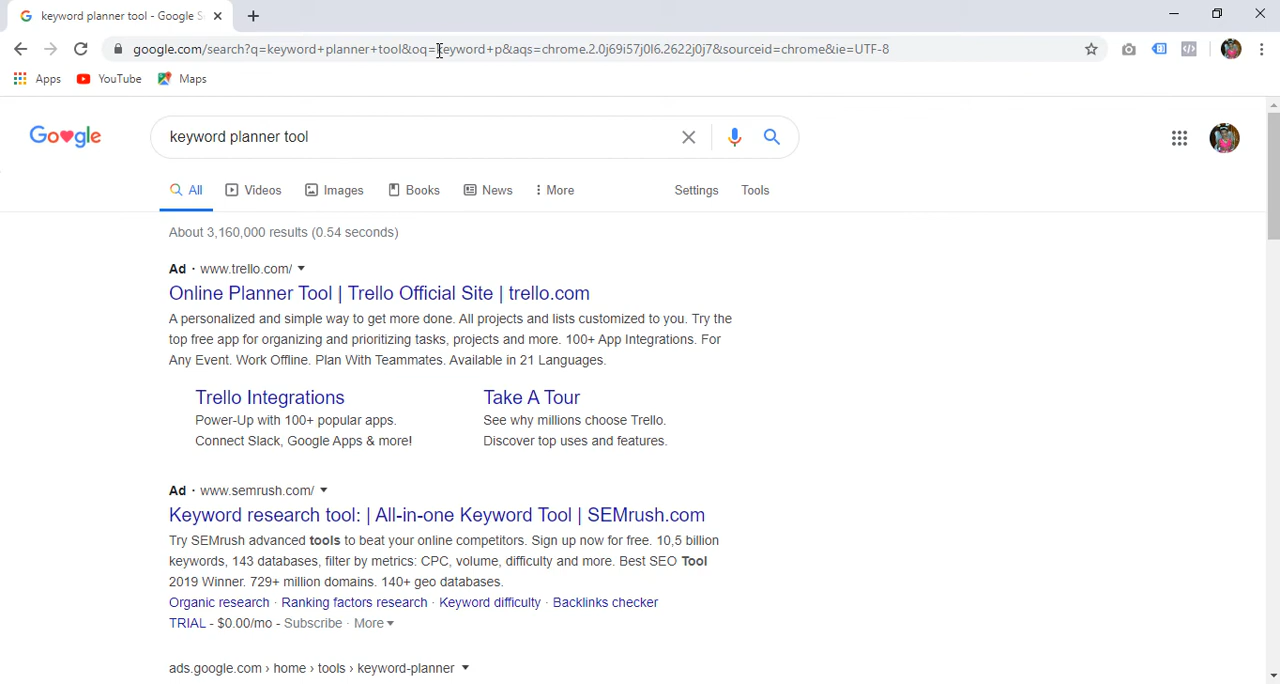 keyword planner tool - Google S
google.com/search?q=keyword+planner+tool&oq=keyword+p&aqs=chrome.2.0j69i57j0l6.2622j0j7&sourceid=chrome&ie=UTF-8
Apps YouTube Maps
Google
keyword planner tool
All Videos Images Books News More Settings Tools
About 3,160,000 results (0.54 seconds)
Ad · www.trello.com/
Online Planner Tool | Trello Official Site | trello.com
A personalized and simple way to get more done. All projects and lists customized to you. Try the
top free app for organizing and prioritizing tasks, projects and more. 100+ App Integrations. For
Any Event. Work Offline. Plan With Teammates. Available in 21 Languages.
Trello Integrations Take A Tour
Power-Up with 100+ popular apps. See why millions choose Trello.
Connect Slack, Google Apps & more! Discover top uses and features.
Ad · www.semrush.com/
Keyword research tool: | All-in-one Keyword Tool | SEMrush.com
Try SEMrush advanced tools to beat your online competitors. Sign up now for free. 10,5 billion
keywords, 143 databases, filter by metrics: CPC, volume, difficulty and more. Best SEO Tool
2019 Winner. 729+ million domains. 140+ geo databases.
Organic research · Ranking factors research · Keyword difficulty · Backlinks checker
TRIAL - $0.00/mo - Subscribe · More
ads.google.com › home › tools › keyword-planner